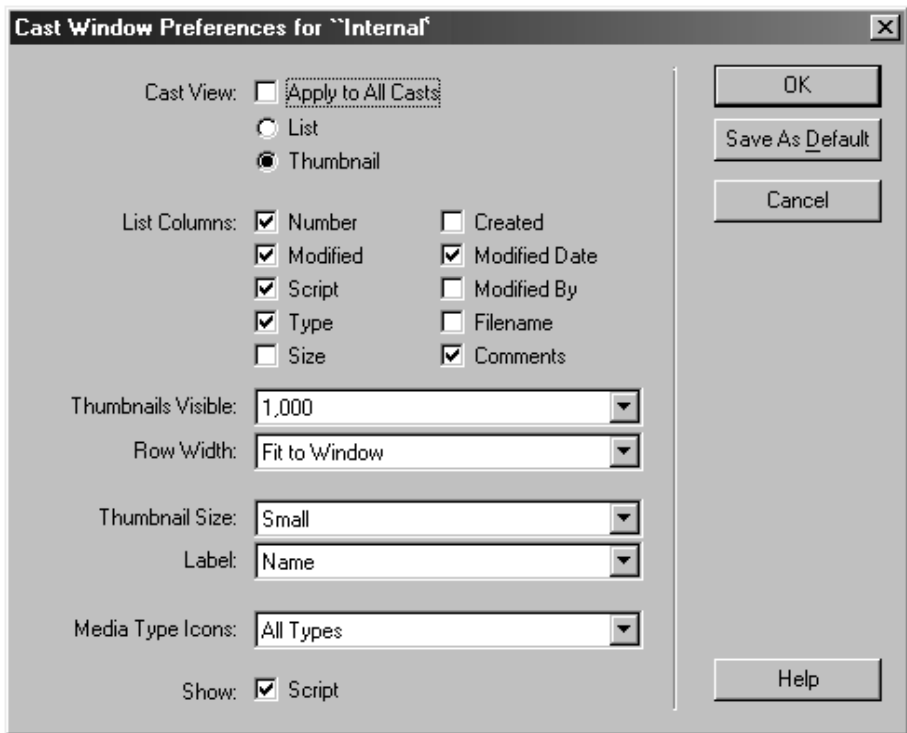 Cast Window Preferences for ``Internal`
Cast View: Apply to All Casts
List
Thumbnail
List Columns: Number Created
Modified Modified Date
Script Modified By
Type Filename
Size Comments
Thumbnails Visible: 1,000
Row Width: Fit to Window
Thumbnail Size: Small
Label: Name
Media Type Icons: All Types
Show: Script
OK
Save As Default
Cancel
Help